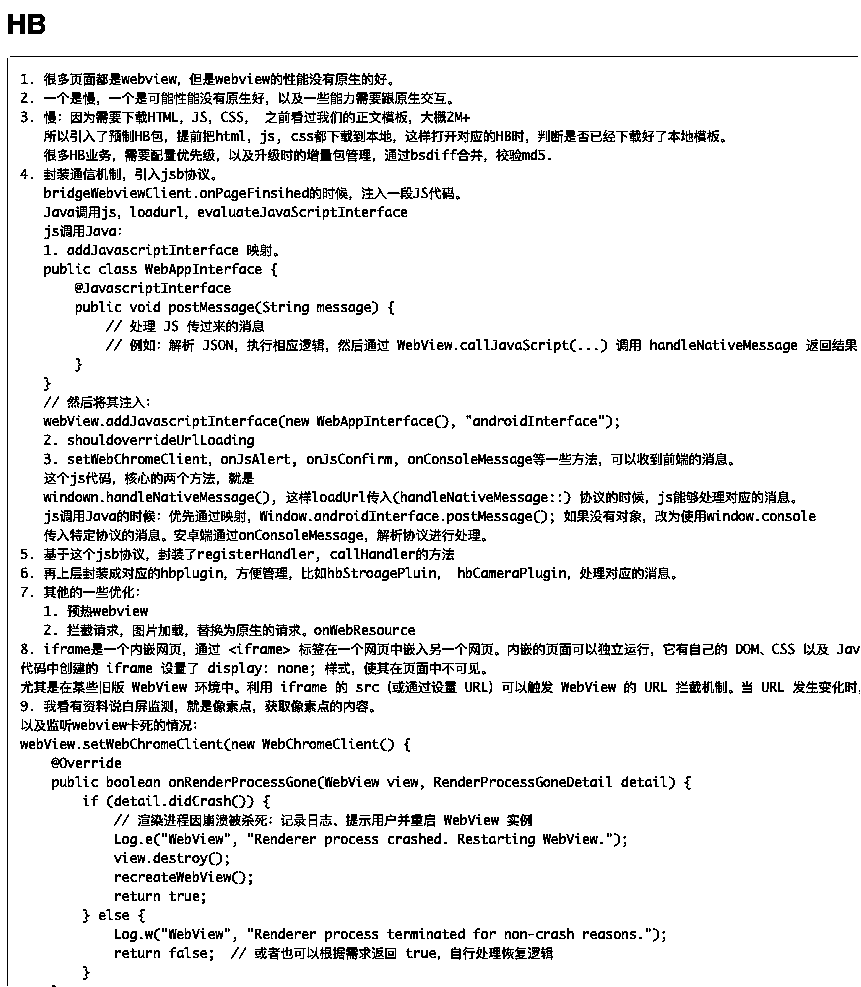 HB
1. 很多页面都是webview，但是webview的性能没有原生的好。
2. 一个是慢，一个是可能性能没有原生好，以及一些能力需要跟原生交互。
3. 慢：因为需要下载HTML，JS，CSS， 之前看过我们的正文模板，大概2M+
所以引入了预制HB包，提前把html，js，css都下载到本地，这样打开对应的HB时，判断是否已经下载好了本地模板。
很多HB业务，需要配置优先级，以及升级时的增量包管理，通过bsdiff合并，校验md5.
4. 封装通信机制，引入jsb协议。
bridgeWebviewClient.onPageFinsihed的时候，注入一段JS代码。
Java调用js，loadurl，evaluateJavaScriptInterface
js调用Java：
1. addJavascriptInterface 映射。
public class WebAppInterface {
@JavascriptInterface
public void postMessage(String message) {
// 处理 JS 传过来的消息
// 例如：解析 JSON，执行相应逻辑，然后通过 WebView.callJavaScript(...) 调用 handleNativeMessage 返回结果
}
}
// 然后将其注入：
webView.addJavascriptInterface(new WebAppInterface(), "androidInterface");
2. shouldoverrideUrlLoading
3. setWebChromeClient，onJsAlert，onJsConfirm，onConsoleMessage等一些方法，可以收到前端的消息。
这个js代码，核心的两个方法，就是
windown.handleNativeMessage()，这样loadUrl传入(handleNativeMessage::) 协议的时候，js能够处理对应的消息。
js调用Java的时候：优先通过映射，Window.androidInterface.postMessage()；如果没有对象，改为使用window.console
传入特定协议的消息。安卓端通过onConsoleMessage，解析协议进行处理。
5. 基于这个jsb协议，封装了registerHandler，callHandler的方法
6. 再上层封装成对应的hbplugin，方便管理，比如hbStroagePluin， hbCameraPlugin，处理对应的消息。
7. 其他的一些优化：
1. 预热webview
2. 拦截请求，图片加载，替换为原生的请求。onWebResource
8. iframe是一个内嵌网页，通过 <iframe> 标签在一个网页中嵌入另一个网页。内嵌的页面可以独立运行，它有自己的 DOM、CSS 以及 Jav
代码中创建的 iframe 设置了 display: none; 样式，使其在页面中不可见。
尤其是在某些旧版 WebView 环境中。利用 iframe 的 src（或通过设置 URL）可以触发 WebView 的 URL 拦截机制。当 URL 发生变化时，
9. 我看有资料说白屏监测，就是像素点，获取像素点的内容。
以及监听webview卡死的情况：
webView.setWebChromeClient(new WebChromeClient() {
@Override
public boolean onRenderProcessGone(WebView view, RenderProcessGoneDetail detail) {
if (detail.didCrash()) {
// 渲染进程因崩溃被杀死：记录日志、提示用户并重启 WebView 实例
Log.e("WebView", "Renderer process crashed. Restarting WebView.");
view.destroy();
recreateWebView();
return true;
} else {
Log.w("WebView", "Renderer process terminated for non-crash reasons.");
return false;  // 或者也可以根据需求返回 true，自行处理恢复逻辑
}